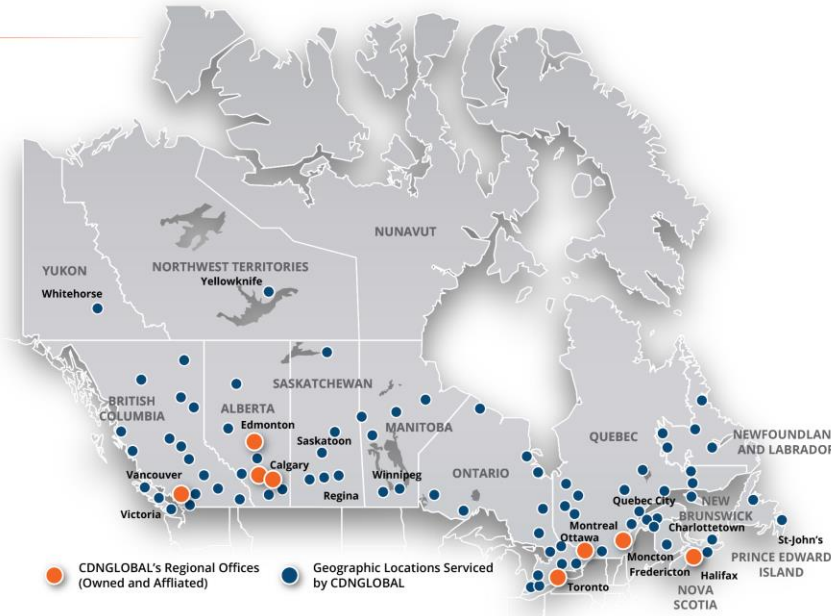 NUNAVUT
YUKON
NORTHWEST TERRITORIES
Yellowknife
Whitehorse
SASKATCHEWAN
BRITISH
COLUMBIA
ALBERTA
Edmonton
MANITOBA
Saskatoon
QUEBEC
NEWFOUNDLAN
AND LABRADOR
Calgary
Vancouver
Winnipeg
ONTARIO
Regina
Quebec City
NEW
BRUNSWICK
Victoria
Montreal
Charlottetown
Ottawa
St-John's
Moncton
PRINCE EDWARD
ISLAND
Fredericton
Halifax
Toronto
NOVA
SCOTIA
CDNGLOBAL's Regional Offices
(Owned and Affliated)
Geographic Locations Serviced
by CDNGLOBAL